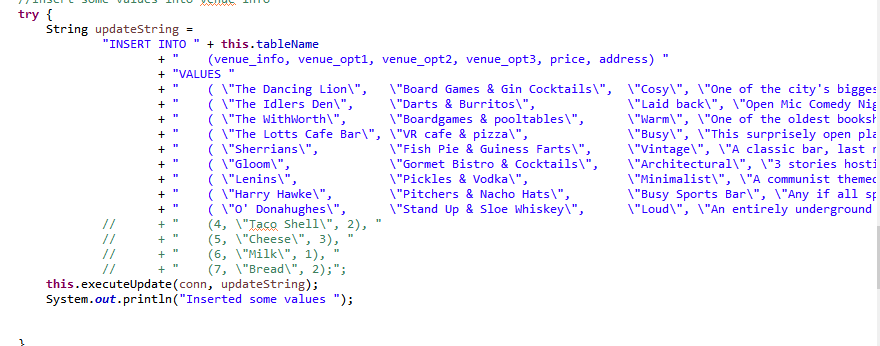 //insert some values into venue info
try {
String updateString =
"INSERT INTO " + this.tableName
+ "    (venue_info, venue_opt1, venue_opt2, venue_opt3, price, address) "
+ "VALUES "
+ "    ( \"The Dancing Lion\",   \"Board Games & Gin Cocktails\",  \"Cosy\", \"One of the city's bigges
+ "    ( \"The Idlers Den\",     \"Darts & Burritos\",             \"Laid back\", \"Open Mic Comedy Nig
+ "    ( \"The WithWorth\",      \"Boardgames & pooltables\",      \"Warm\", \"One of the oldest booksh
+ "    ( \"The Lotts Cafe Bar\", \"VR cafe & pizza\",              \"Busy\", \"This surprisely open pla
+ "    ( \"Sherrians\",          \"Fish Pie & Guiness Farts\",     \"Vintage\", \"A classic bar, last r
+ "    ( \"Gloom\",              \"Gormet Bistro & Cocktails\",    \"Architectural\", \"3 stories hosti
+ "    ( \"Lenins\",             \"Pickles & Vodka\",              \"Minimalist\", \"A communist themed
+ "    ( \"Harry Hawke\",        \"Pitchers & Nacho Hats\",        \"Busy Sports Bar\", \"Any if all sp
+ "    ( \"O' Donahughes\",      \"Stand Up & Sloe Whiskey\",      \"Loud\", \"An entirely underground
//      + "    (4, \"Taco Shell\", 2), "
//      + "    (5, \"Cheese\", 3), "
//      + "    (6, \"Milk\", 1), "
//      + "    (7, \"Bread\", 2);";
this.executeUpdate(conn, updateString);
System.out.println("Inserted some values ");
}